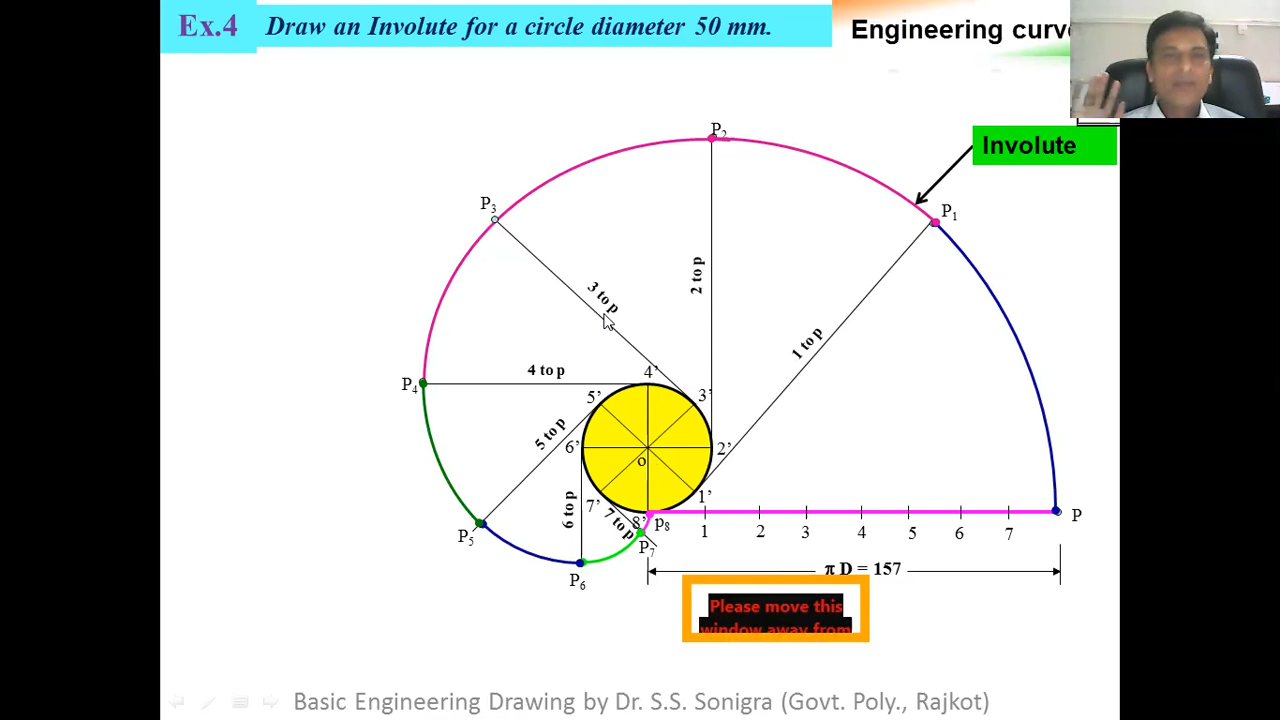 Ex.4
Draw an Involute for a circle diameter 50 mm.
Engineering curv
Involute
P2
P1
P3
P4
P5
P6
P7
P8
P
1 to p
2 to p
3 to p
4 to p
5 to p
6 to p
7 to p
4’
5’
3’
6’
2’
o
7’
1’
8’
1 2 3 4 5 6 7
π D = 157
Please move this
window away from
Basic Engineering Drawing by Dr. S.S. Sonigra (Govt. Poly., Rajkot)